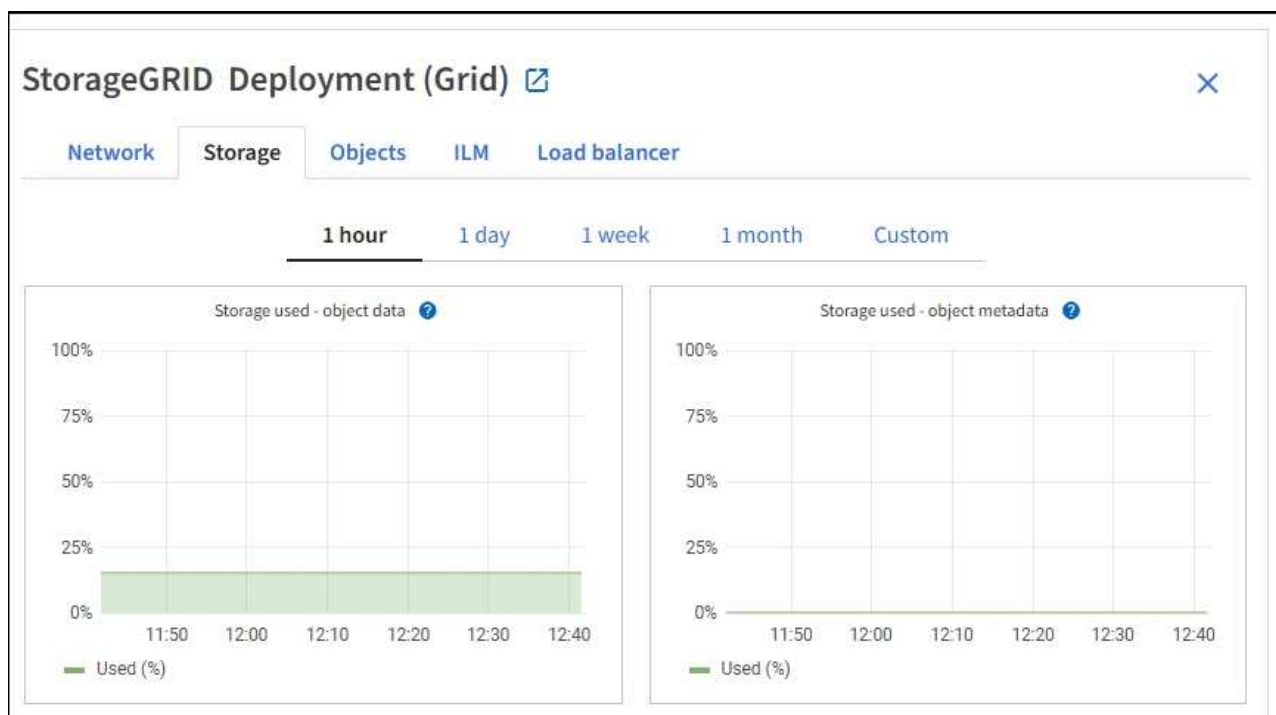 StorageGRID Deployment (Grid)
Network Storage Objects ILM Load balancer
1 hour 1 day 1 week 1 month Custom
Storage used - object data ?
100%
75%
50%
25%
0%
11:50 12:00 12:10 12:20 12:30 12:40
Used (%)
Storage used - object metadata ?
100%
75%
50%
25%
0%
11:50 12:00 12:10 12:20 12:30 12:40
Used (%)